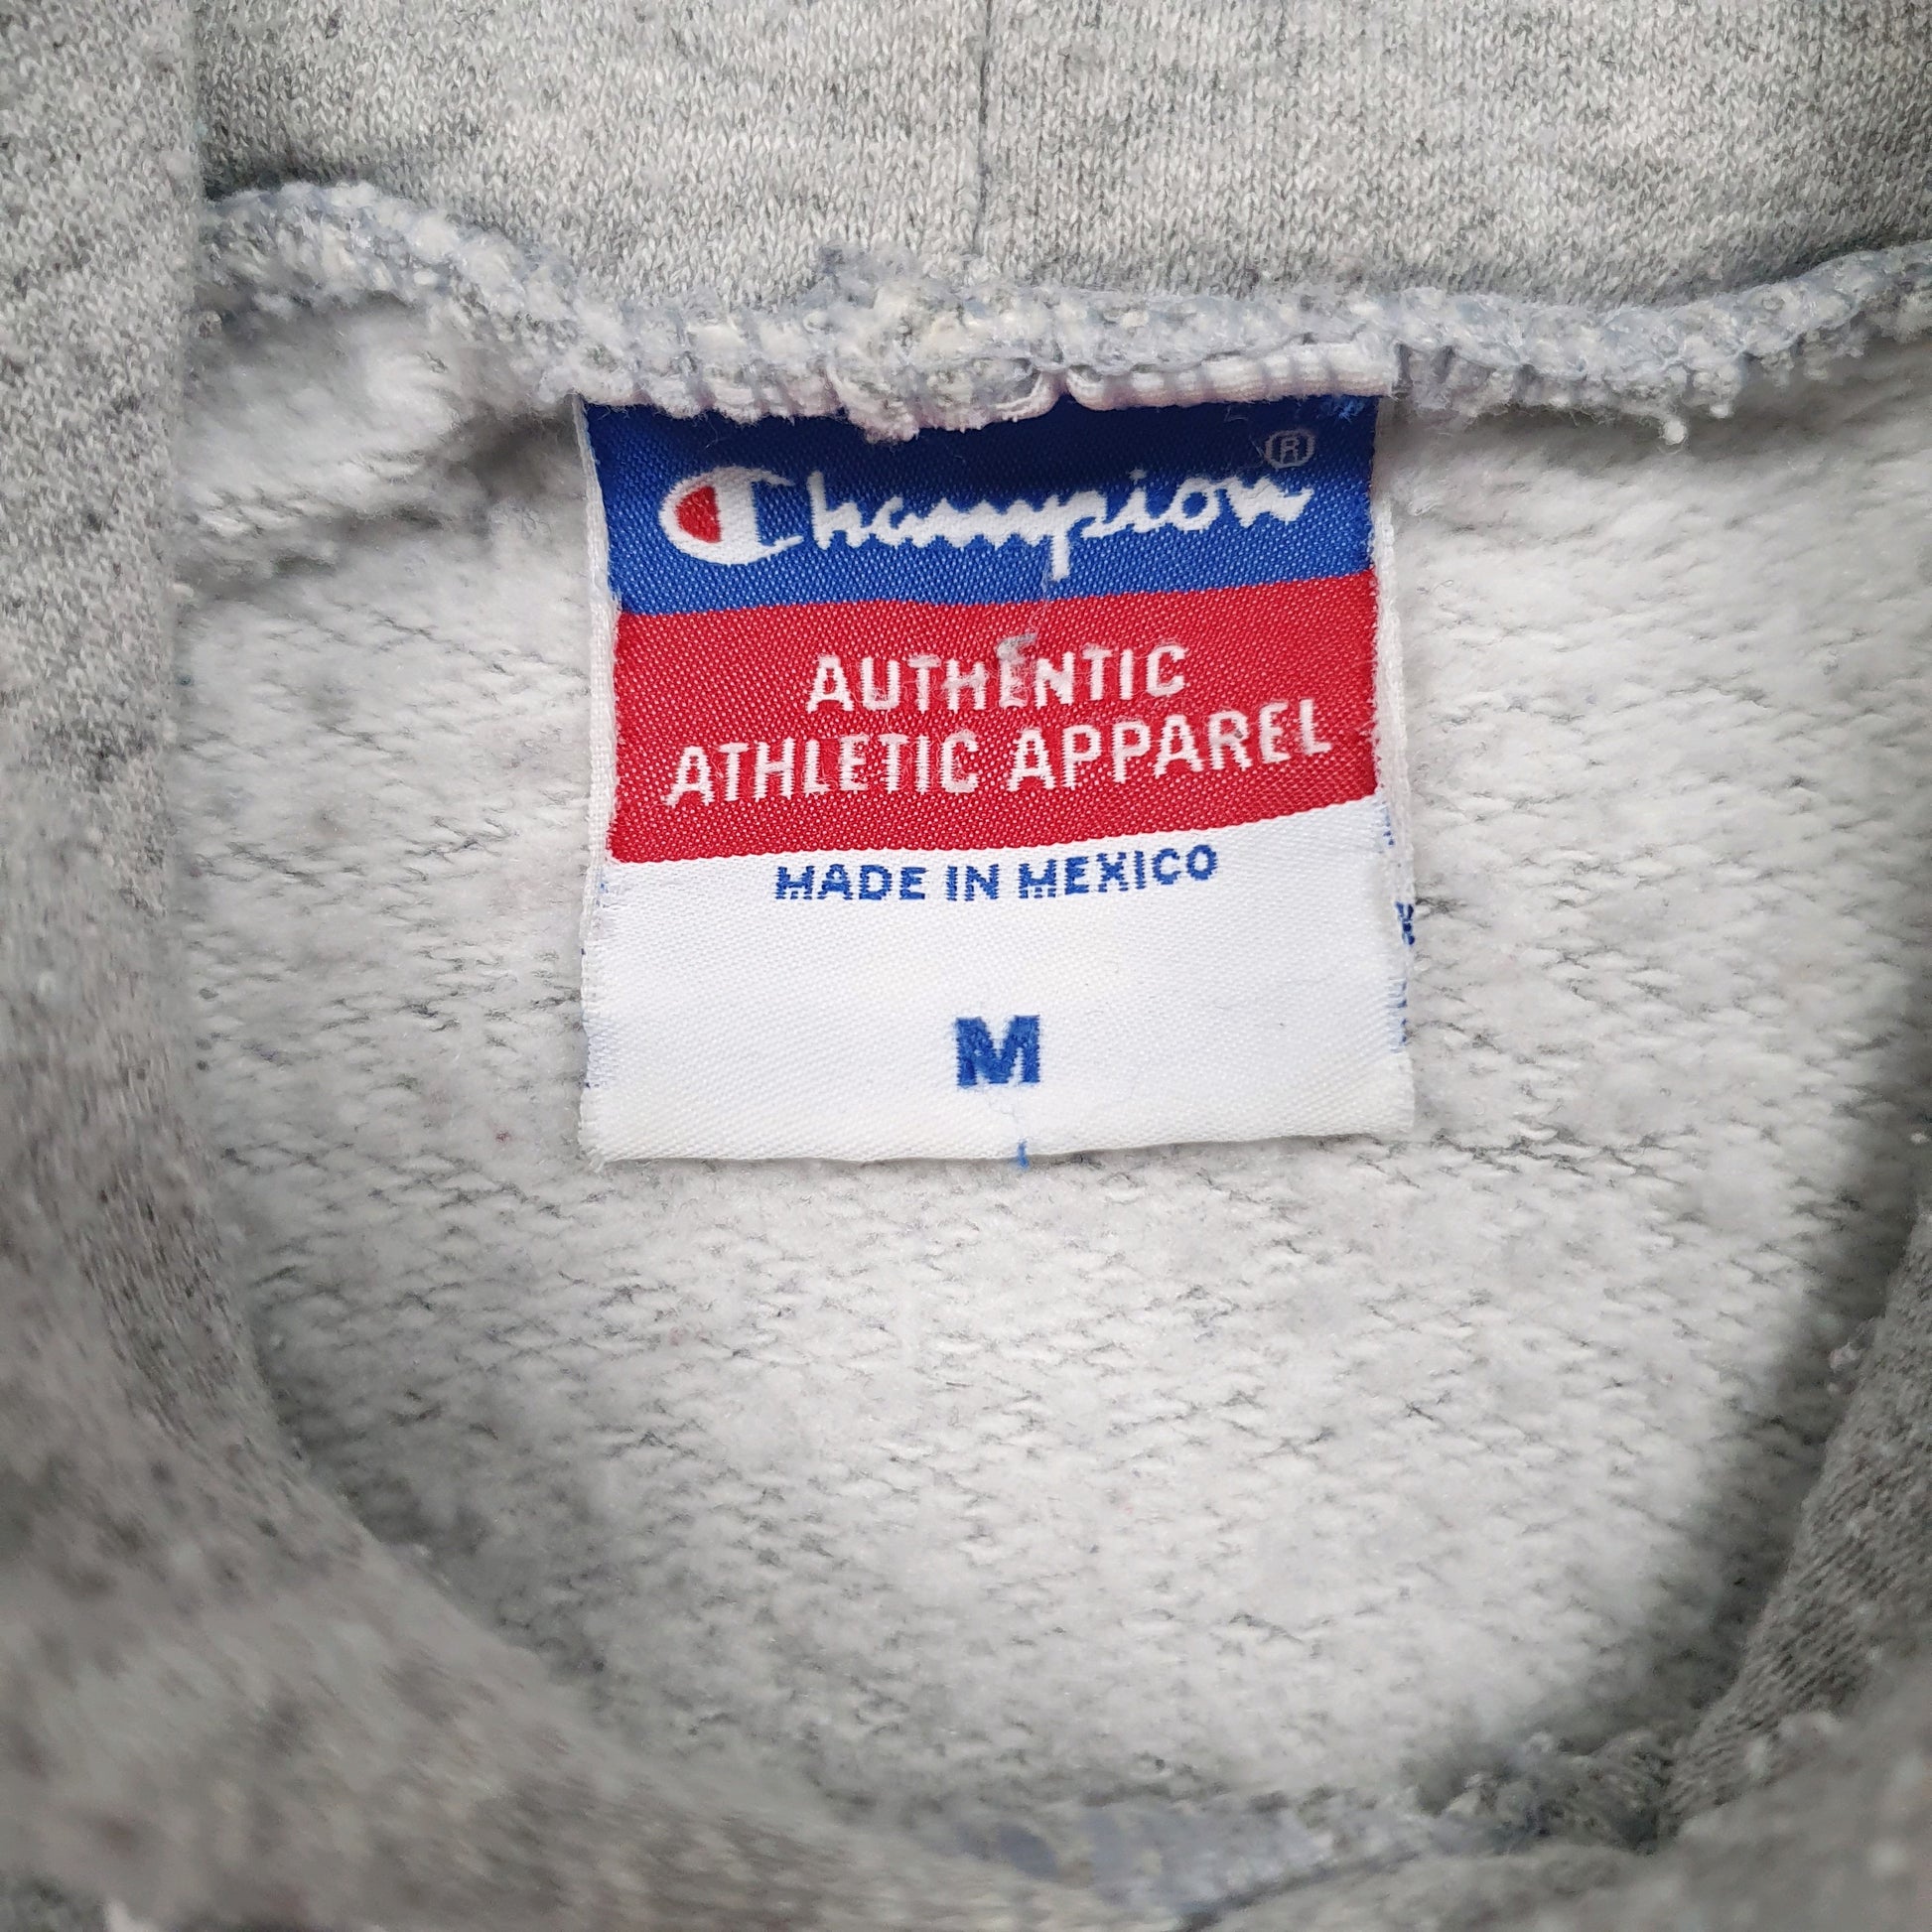 Champion®
AUTHENTIC
ATHLETIC APPAREL
MADE IN MEXICO
M